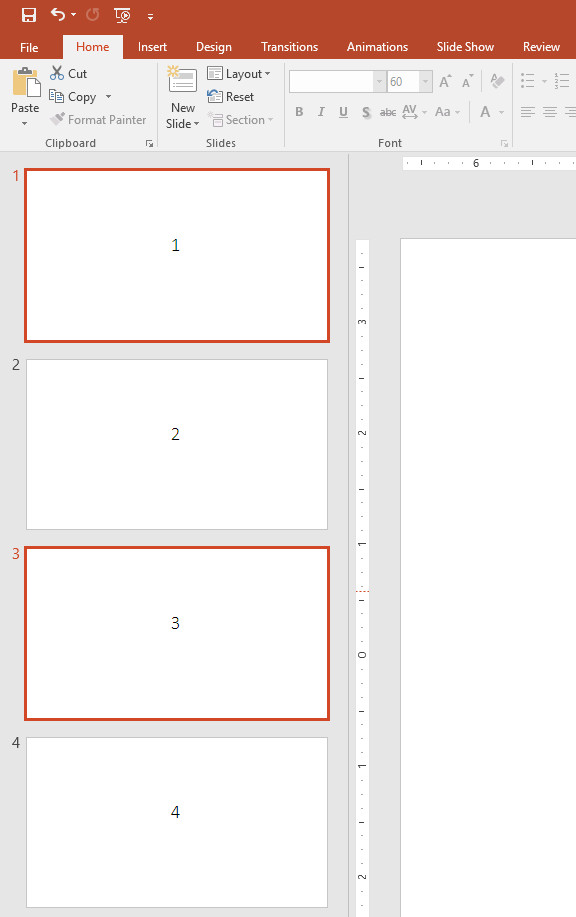 File Home Insert Design Transitions Animations Slide Show Review
Paste
Cut
Copy
Format Painter
Clipboard
New
Slide
Layout
Reset
Section
Slides
60
B I U S abc AV Aa A
Font
6
1
1
2
2
3
3
4
4
3
2
1
0
1
2